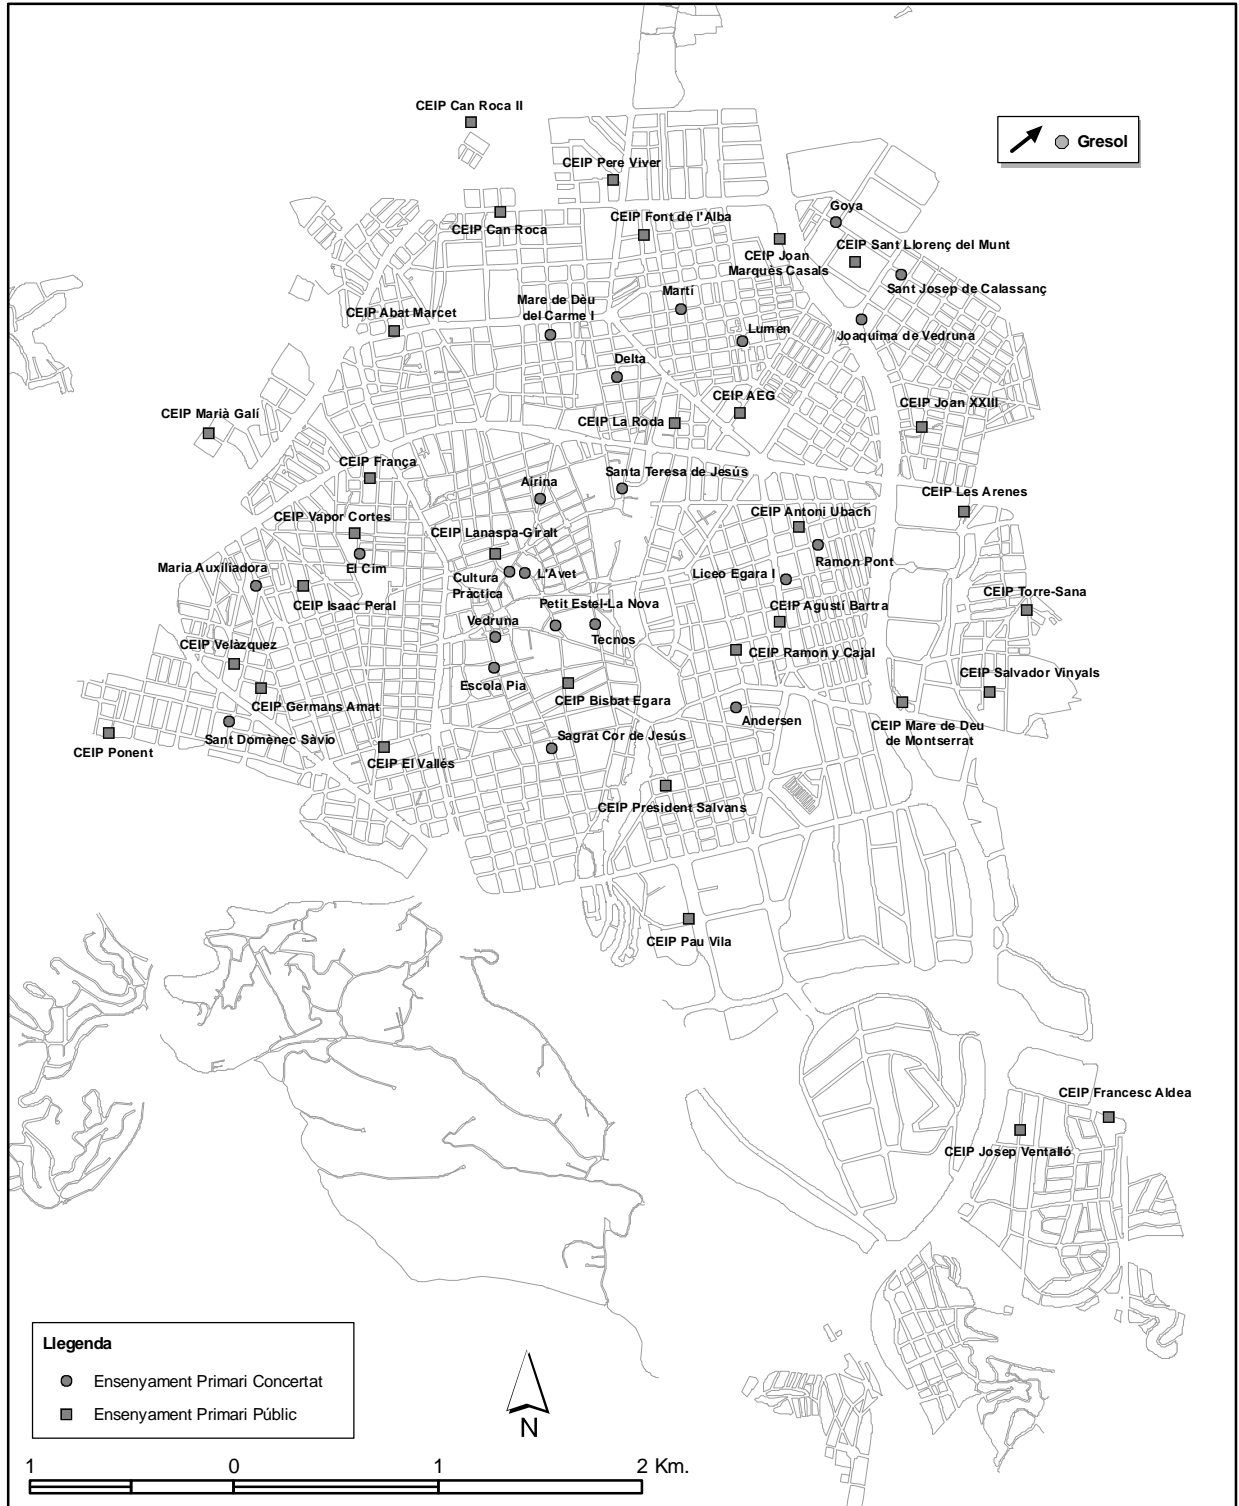 CEIP Can Roca II
Gresol
CEIP Pere Viver
Goya
CEIP Font de l'Alba
CEIP Can Roca
CEIP Sant Llorenç del Munt
CEIP Joan
Marquès Casals
Sant Josep de Calassanç
Martí
Mare de Dèu
del Carme I
CEIP Abat Marcet
Lumen
Joaquima de Vedruna
Delta
CEIP AEG
CEIP Joan XXIII
CEIP Marià Galí
CEIP La Roda
CEIP França
Santa Teresa de Jesús
Airina
CEIP Les Arenes
CEIP Vapor Cortes
CEIP Antoni Ubach
CEIP Lanaspa-Giralt
Ramon Pont
Maria Auxiliadora
El Cim
Cultura
Pràctica
L'Avet
Liceo Egara I
CEIP Torre-Sana
CEIP Isaac Peral
Petit Estel-La Nova
CEIP Agustí Bartra
Vedruna
Tecnos
CEIP Velàzquez
CEIP Ramon y Cajal
CEIP Salvador Vinyals
Escola Pia
CEIP Bisbat Egara
CEIP Germans Amat
Andersen
CEIP Mare de Deu
de Montserrat
Sant Domènec Sàvio
Sagrat Cor de Jesús
CEIP Ponent
CEIP El Vallés
CEIP President Salvans
CEIP Pau Vila
CEIP Francesc Aldea
CEIP Josep Ventalló
Llegenda
Ensenyament Primari Concertat
Ensenyament Primari Públic
N
1 0 1 2 Km.